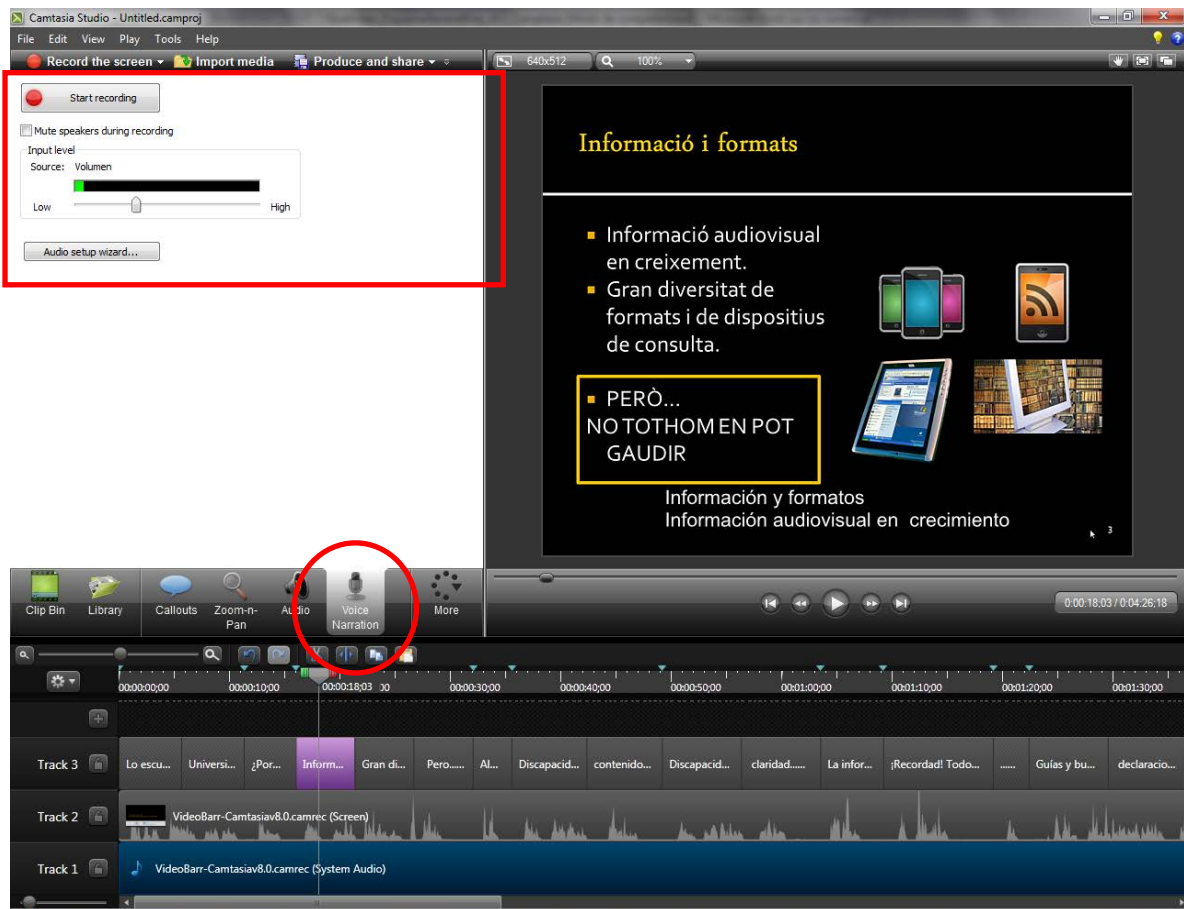 Camtasia Studio - Untitled.camproj
File Edit View Play Tools Help
Record the screen Import media Produce and share
640x512 100%
Start recording
Mute speakers during recording
Input level
Source: Volumen
Low High
Audio setup wizard...
Informació i formats
Informació audiovisual
en creixement.
Gran diversitat de
formats i de dispositius
de consulta.
PERÒ...
NO TOTHOM EN POT
GAUDIR
Información y formatos
Información audiovisual en crecimiento
3
Clip Bin Library Callouts Zoom-n-Pan Audio Voice Narration More
0:00:18;03 / 0:04:26;18
00:00:00;00 00:00:10;00 00:00:18;03 00:00:30;00 00:00:40;00 00:00:50;00 00:01:00;00 00:01:10;00 00:01:20;00 00:01:30;00
Track 3 Lo escu... Universi... ¿Por... Inform... Gran di... Pero...... Al... Discapacid... contenido... Discapacid... claridad...... La infor... ¡Recordad! Todo... ...... Guías y bu... declaracio...
Track 2 VideoBarr-Camtasiav8.0.camrec (Screen)
Track 1 VideoBarr-Camtasiav8.0.camrec (System Audio)